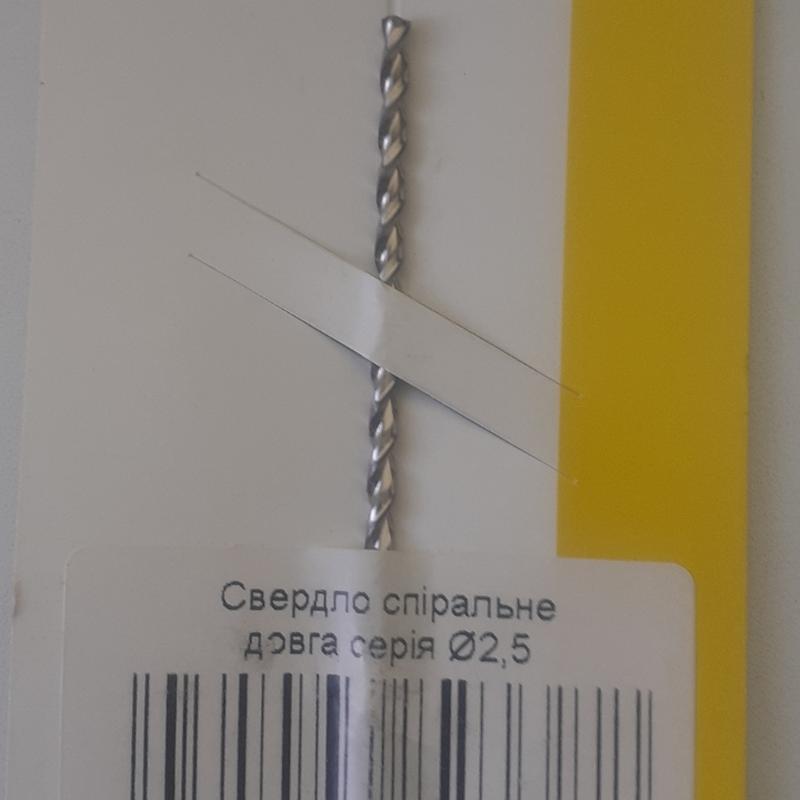 Свердло спіральне
довга серія Ø2,5